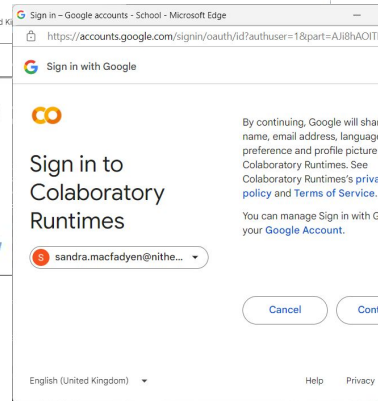 Sign in – Google accounts - School - Microsoft Edge
https://accounts.google.com/signin/oauth/id?authuser=1&part=AJi8hAOIT
Sign in with Google
Sign in to
Colaboratory
Runtimes
S sandra.macfadyen@nithe...
By continuing, Google will shar
name, email address, language
preference and profile picture
Colaboratory Runtimes. See
Colaboratory Runtimes's priva
policy and Terms of Service.
You can manage Sign in with G
your Google Account.
Cancel
Cont
English (United Kingdom)
Help Privacy